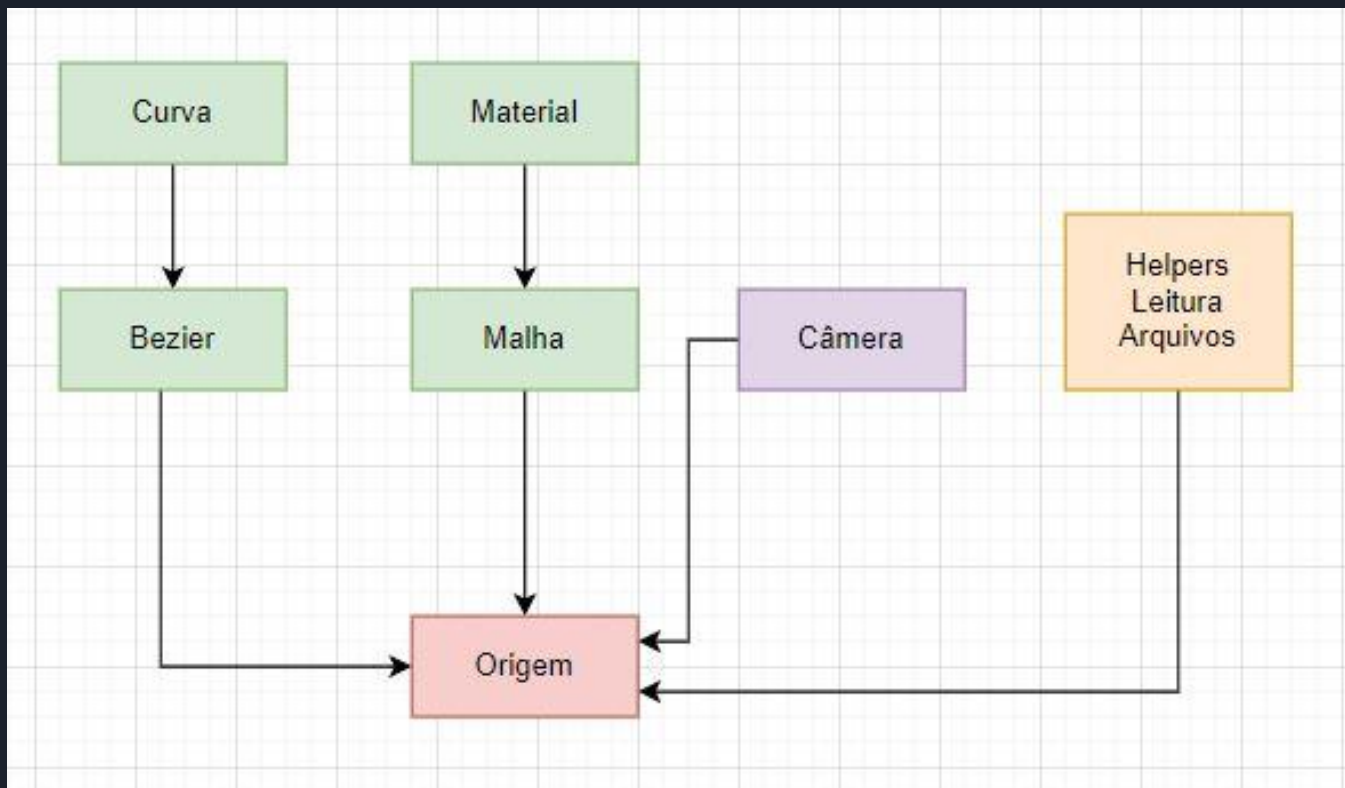 Curva
Material
Bezier
Malha
Câmera
Helpers
Leitura
Arquivos
Origem